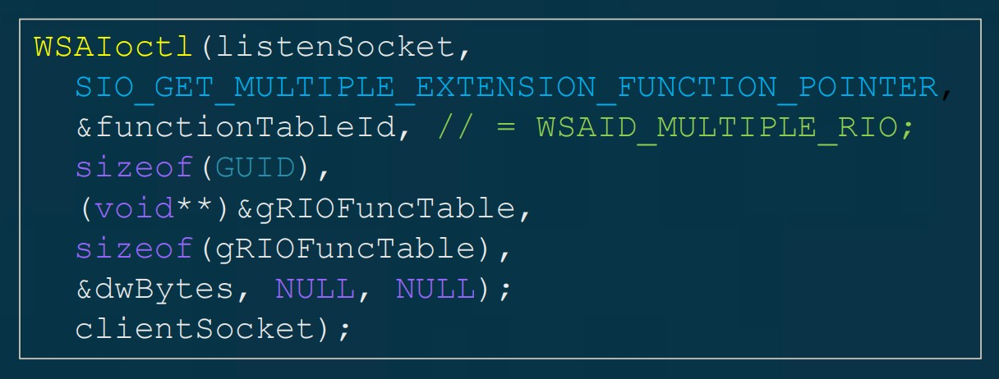 WSAIoctl(listenSocket,
SIO_GET_MULTIPLE_EXTENSION_FUNCTION_POINTER,
&functionTableId, // = WSAID_MULTIPLE_RIO;
sizeof(GUID),
(void**)&gRIOFuncTable,
sizeof(gRIOFuncTable),
&dwBytes, NULL, NULL);
clientSocket);